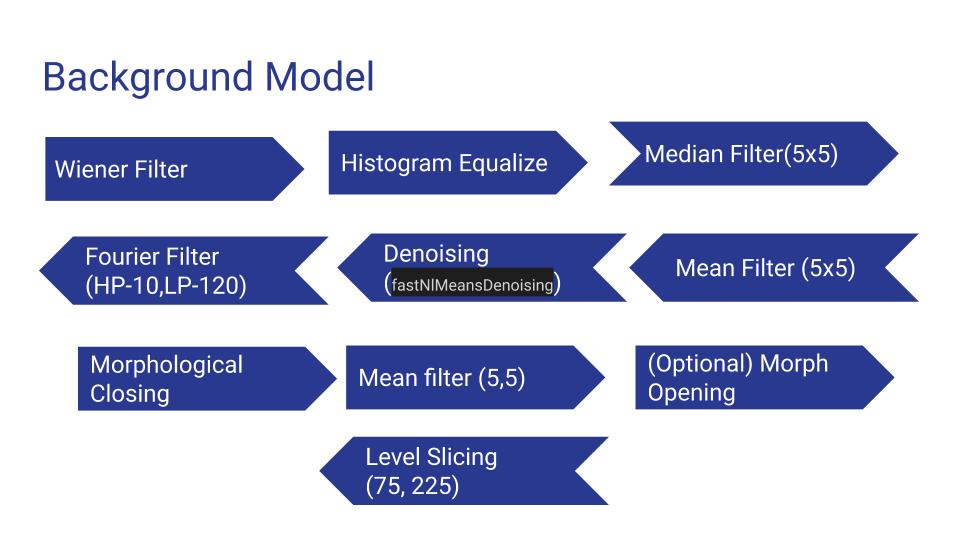 Background Model
Wiener Filter
Histogram Equalize
Median Filter(5x5)
Fourier Filter
(HP-10,LP-120)
Denoising
(fastNlMeansDenoising)
Mean Filter (5x5)
Morphological
Closing
Mean filter (5,5)
(Optional) Morph
Opening
Level Slicing
(75, 225)